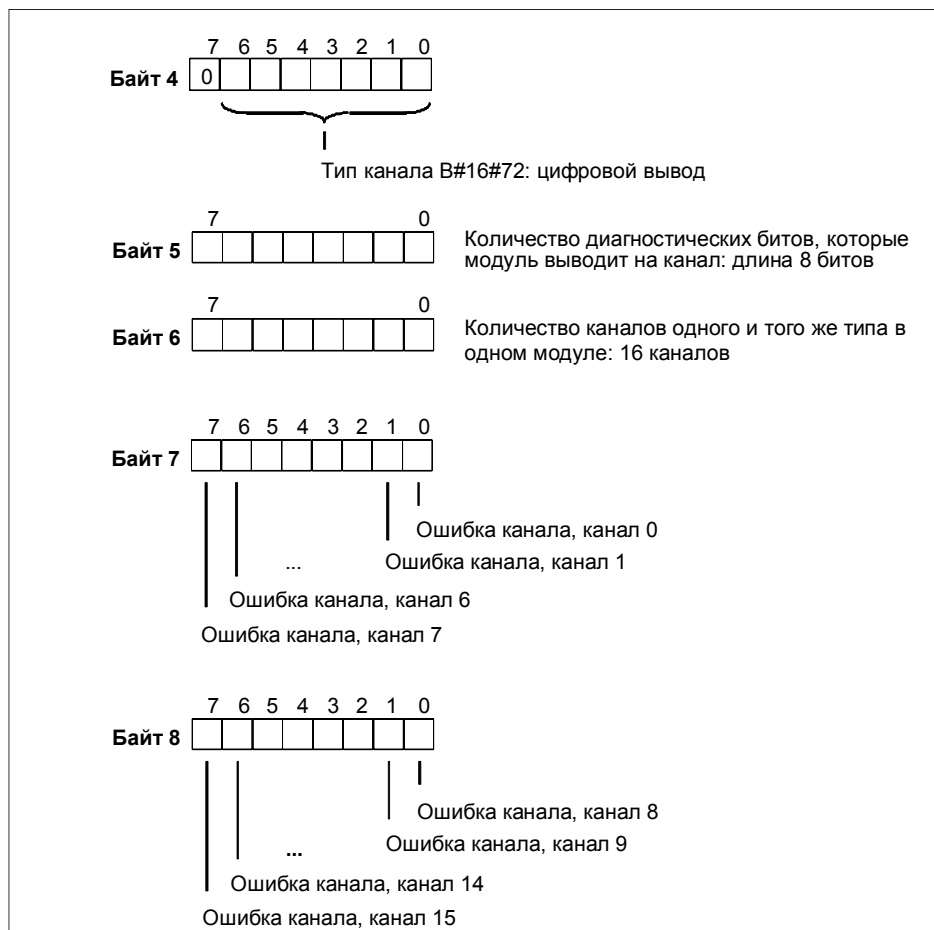 7 6 5 4 3 2 1 0
Байт 4 0
Тип канала B#16#72: цифровой вывод
7 0
Байт 5
Количество диагностических битов, которые
модуль выводит на канал: длина 8 битов
7 0
Байт 6
Количество каналов одного и того же типа в
одном модуле: 16 каналов
7 6 5 4 3 2 1 0
Байт 7
Ошибка канала, канал 0
... Ошибка канала, канал 1
Ошибка канала, канал 6
Ошибка канала, канал 7
7 6 5 4 3 2 1 0
Байт 8
Ошибка канала, канал 8
... Ошибка канала, канал 9
Ошибка канала, канал 14
Ошибка канала, канал 15